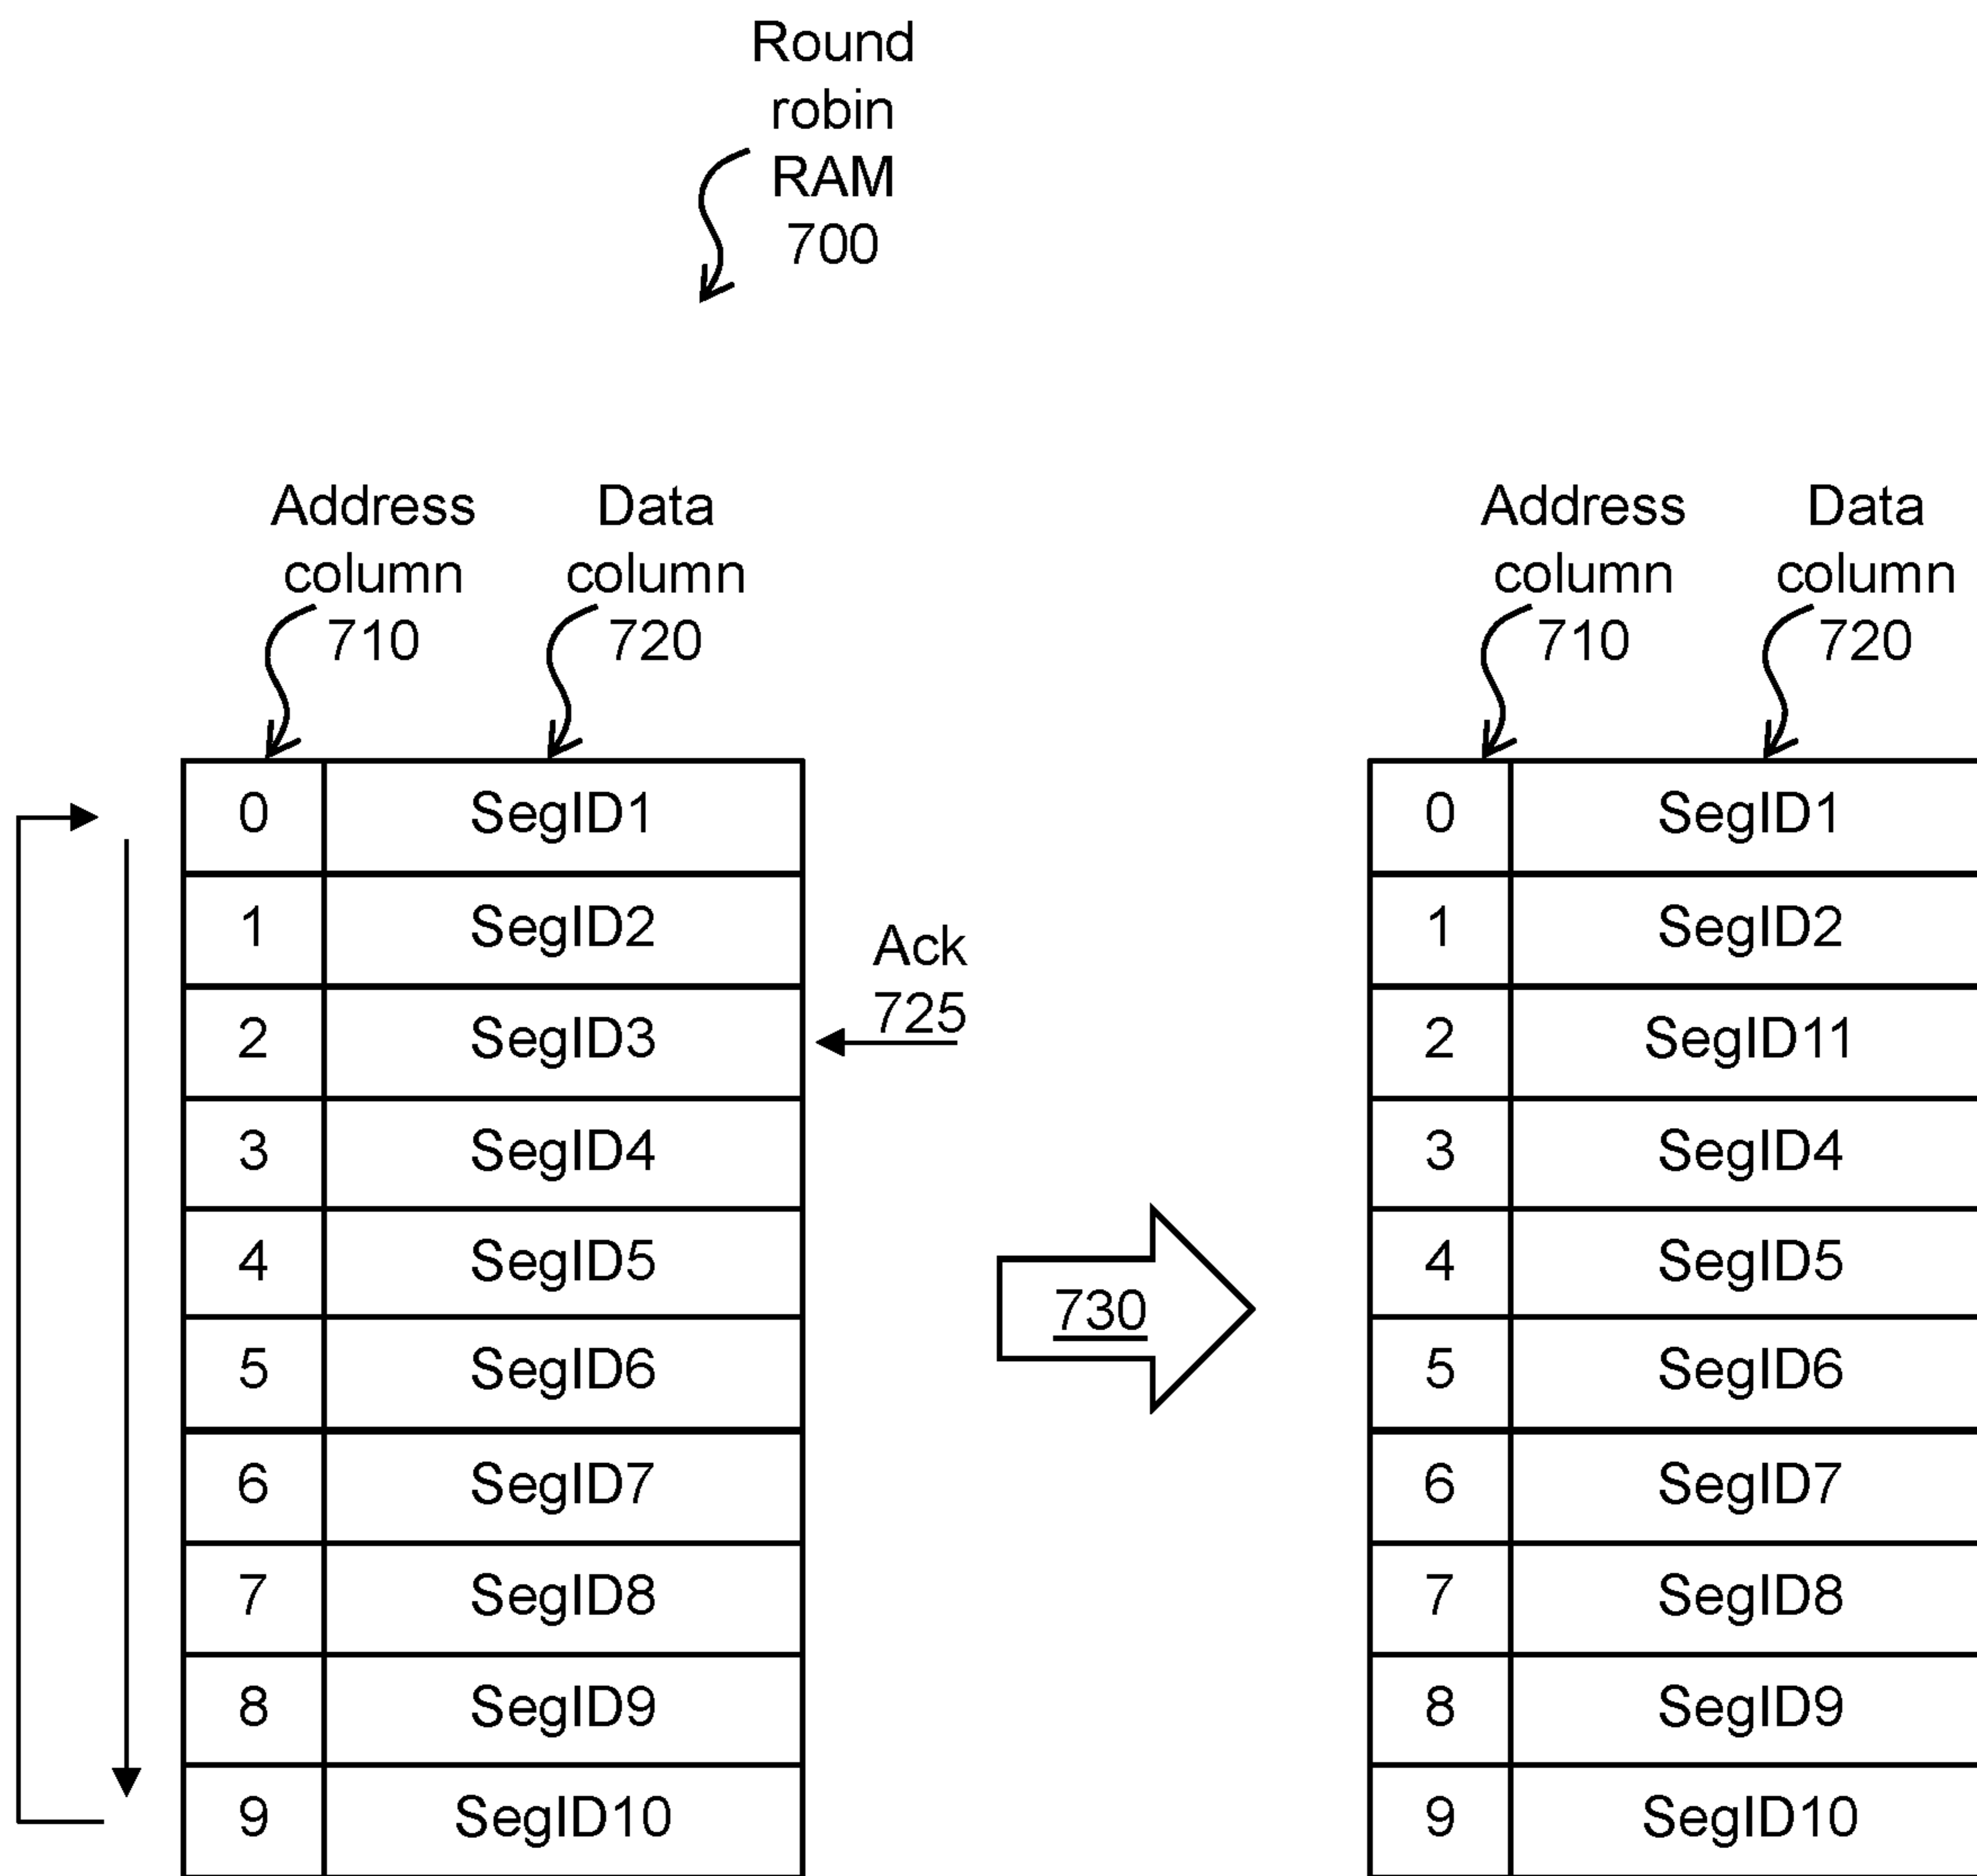 Round
robin
RAM
700
Address Data
column column
710 720
Address Data
column column
710 720
0 SegID1
1 SegID2
2 SegID3
3 SegID4
4 SegID5
5 SegID6
6 SegID7
7 SegID8
8 SegID9
9 SegID10
Ack
725
730
0 SegID1
1 SegID2
2 SegID11
3 SegID4
4 SegID5
5 SegID6
6 SegID7
7 SegID8
8 SegID9
9 SegID10